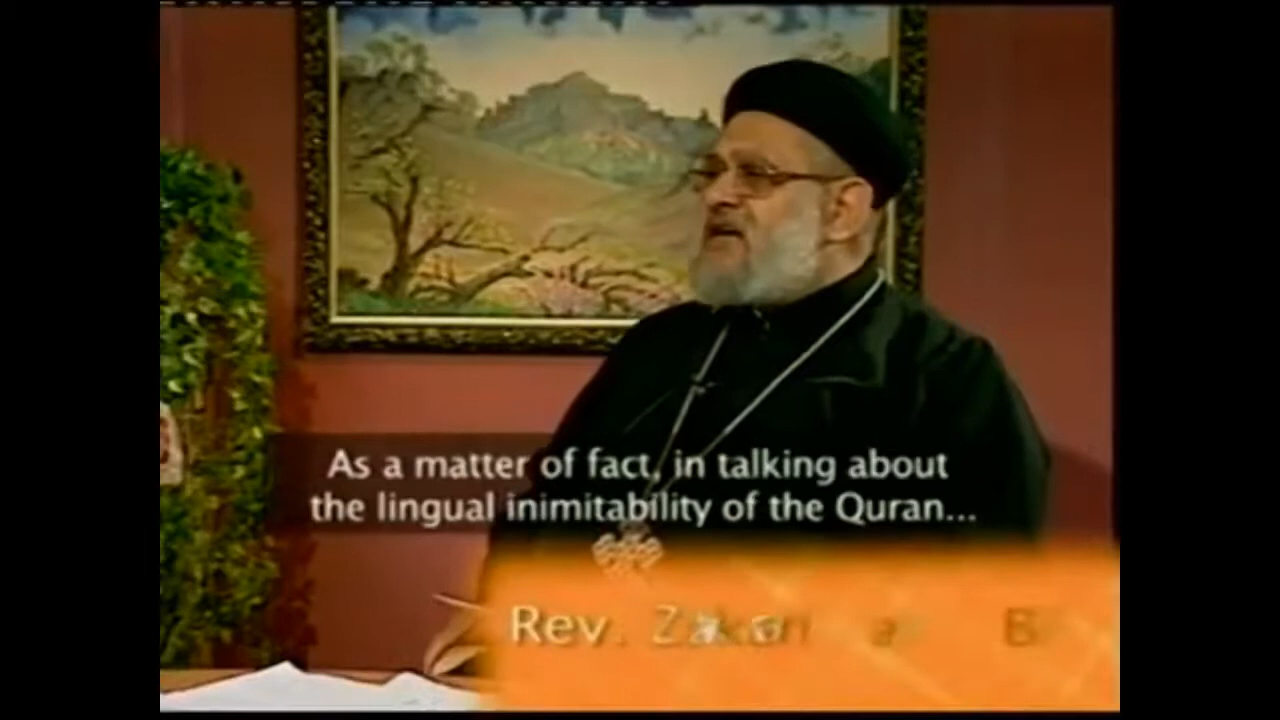 As a matter of fact, in talking about
the lingual inimitability of the Quran...
Rev.